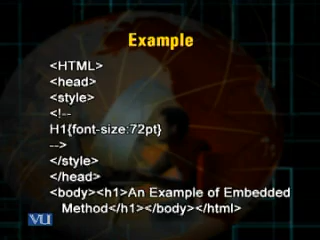 Example
<HTML>
<head>
<style>
<!--
H1{font-size:72pt}
-->
</style>
</head>
<body><h1>An Example of Embedded
Method</h1></body></html>
VU